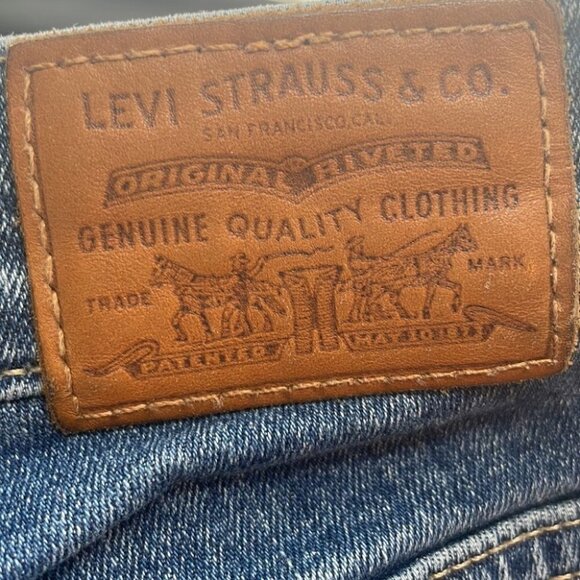 LEVI STRAUSS & CO.
SAN FRANCISCO, CAL.
ORIGINAL RIVETED
GENUINE QUALITY CLOTHING
TRADE MARK
PATENTED MAY 20 1873